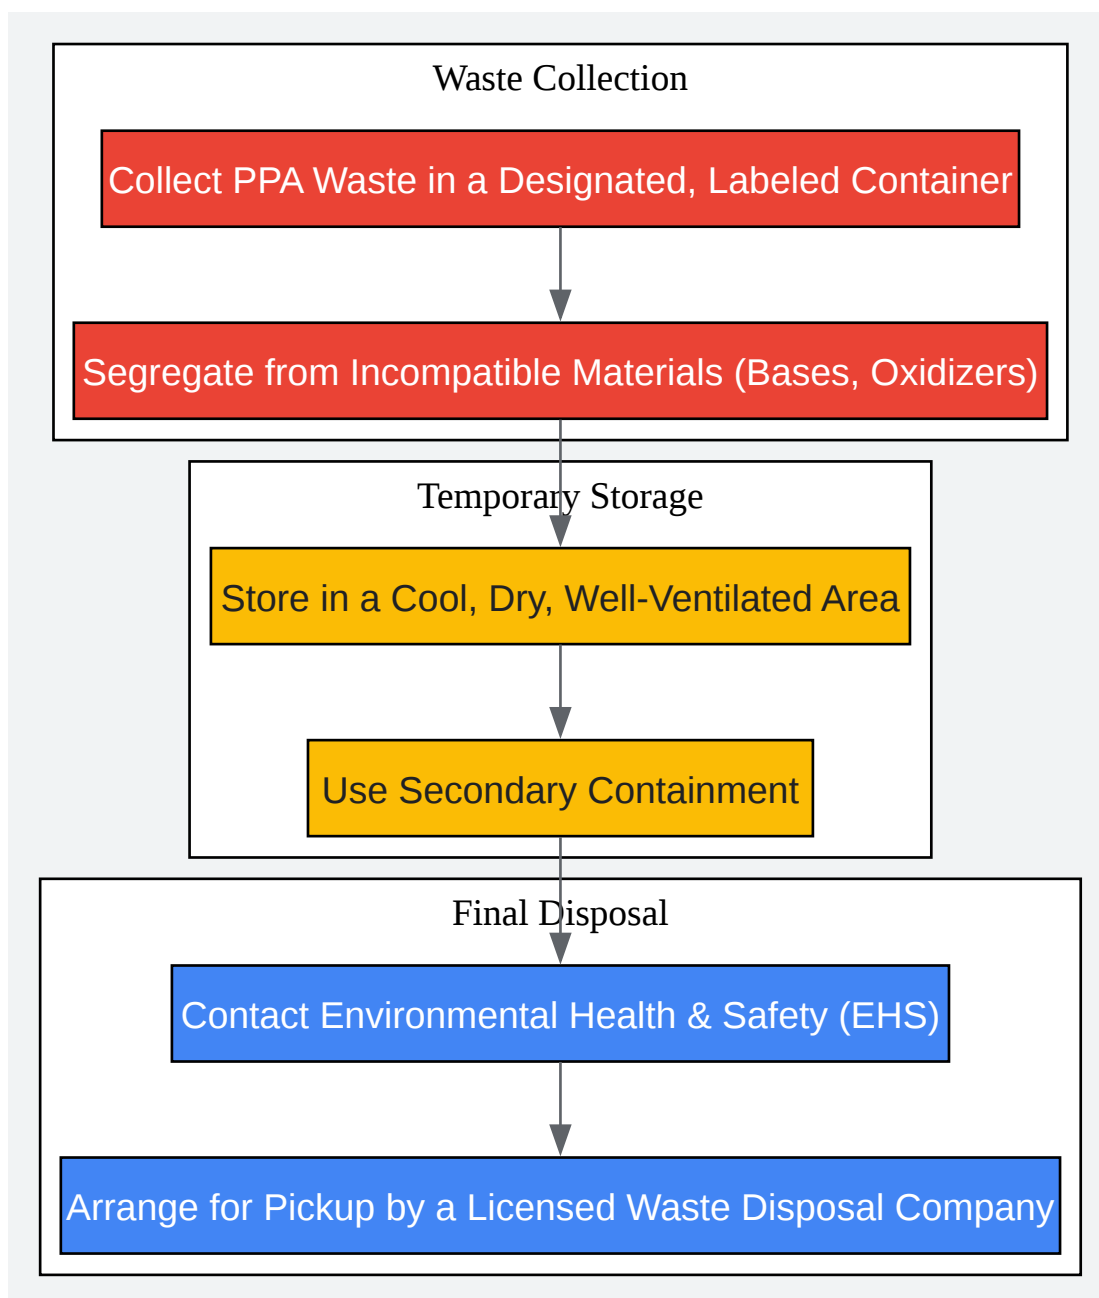 Waste Collection
Collect PPA Waste in a Designated, Labeled Container
Segregate from Incompatible Materials (Bases, Oxidizers)
Temporary Storage
Store in a Cool, Dry, Well-Ventilated Area
Use Secondary Containment
Final Disposal
Contact Environmental Health & Safety (EHS)
Arrange for Pickup by a Licensed Waste Disposal Company